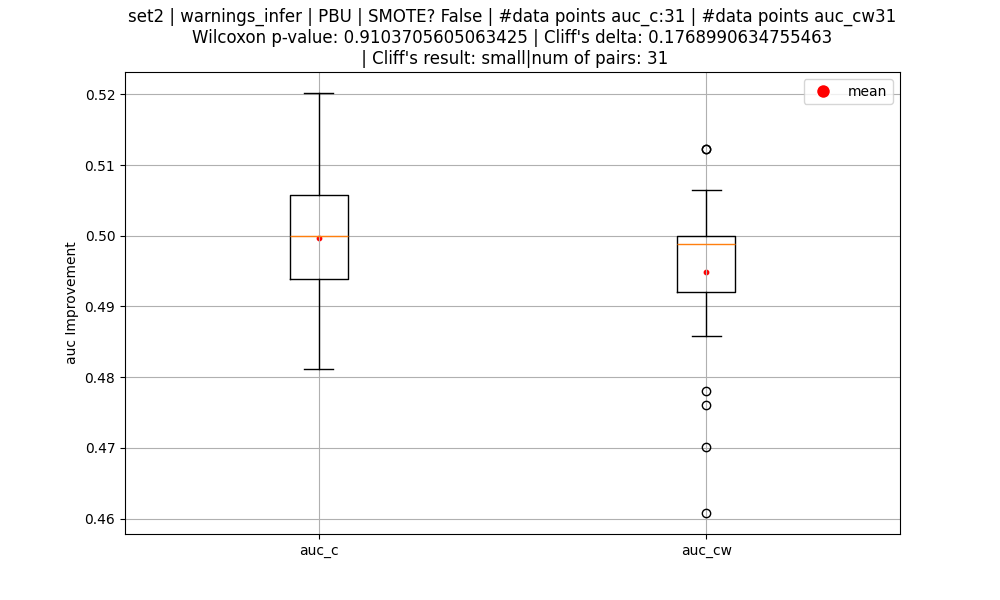 set2 | warnings_infer | PBU | SMOTE? False | #data points auc_c:31 | #data points auc_cw31
Wilcoxon p-value: 0.9103705605063425 | Cliff's delta: 0.1768990634755463
| Cliff's result: small|num of pairs: 31
mean
0.52
0.51
0.50
0.49
0.48
0.47
0.46
auc Improvement
auc_c
auc_cw